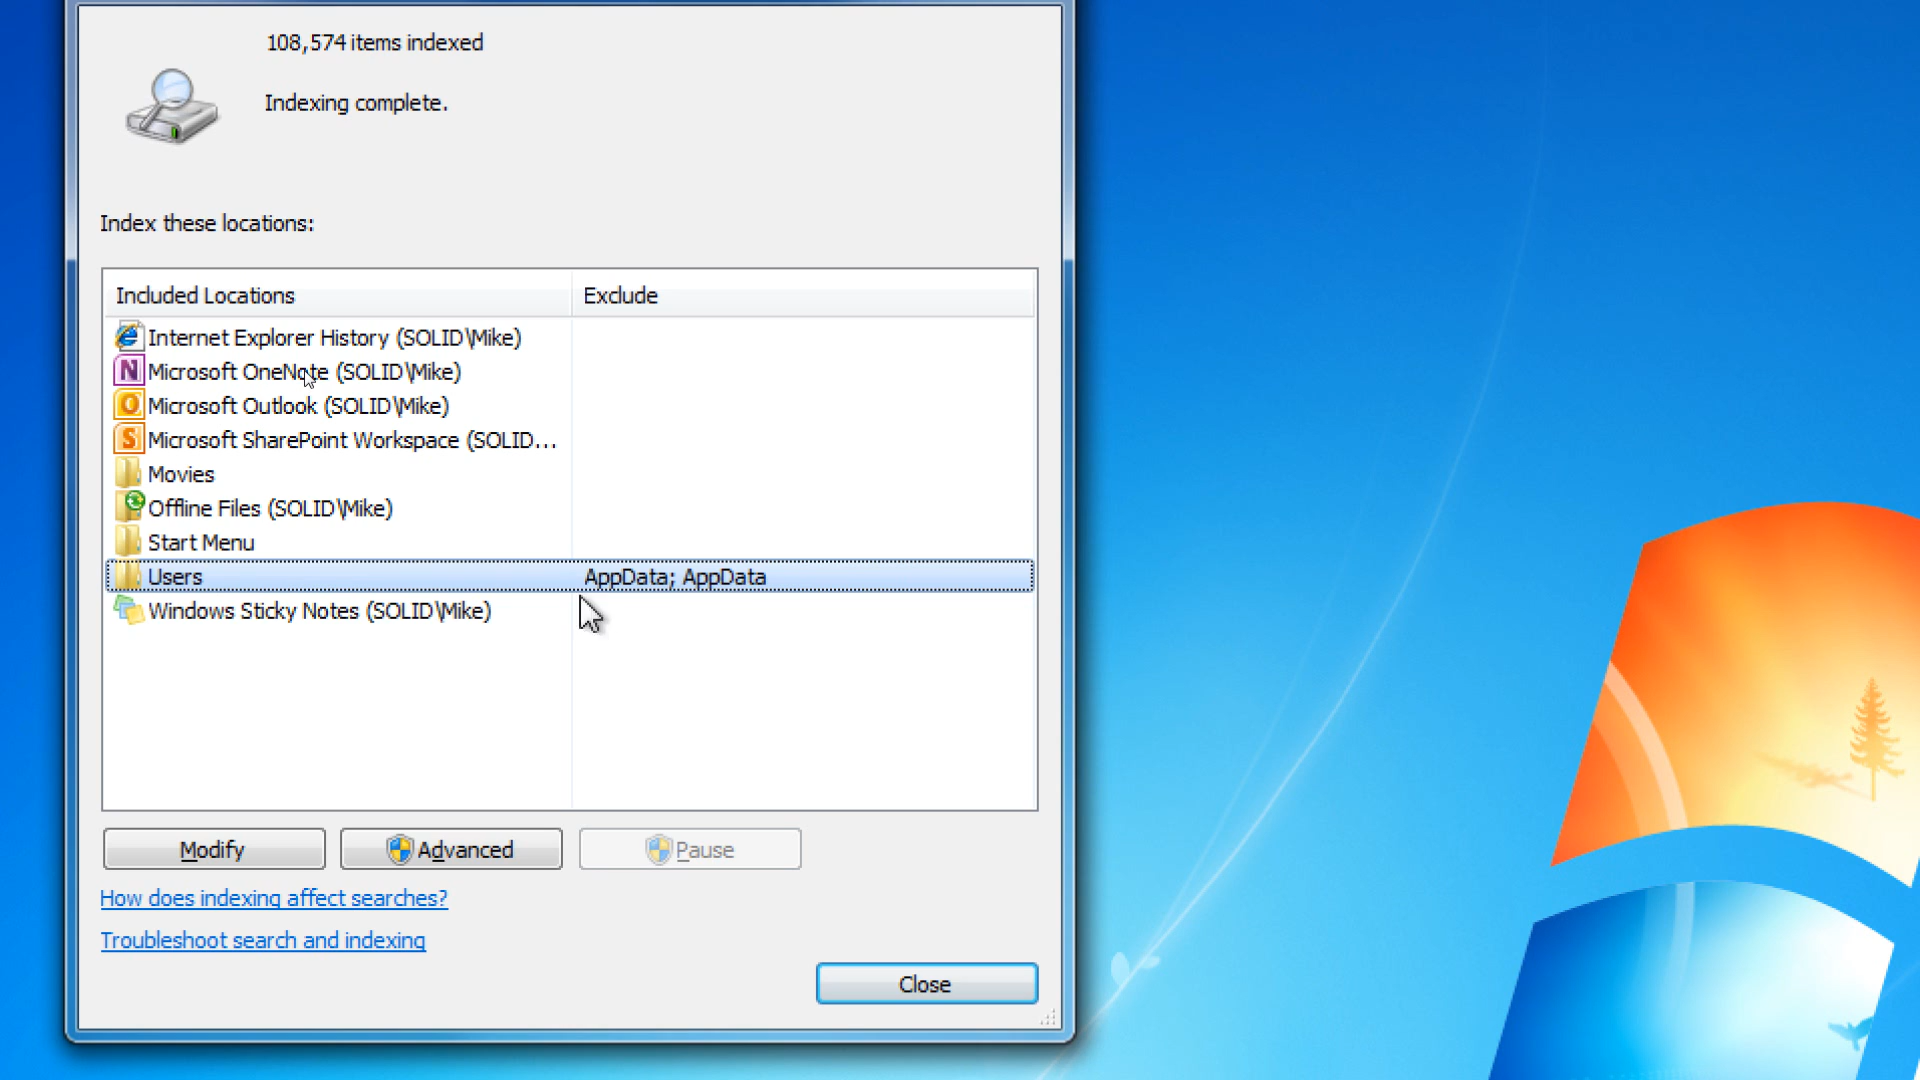 108,574 items indexed
Indexing complete.
Index these locations:
Included Locations Exclude
Internet Explorer History (SOLID\Mike)
Microsoft OneNote (SOLID\Mike)
Microsoft Outlook (SOLID\Mike)
Microsoft SharePoint Workspace (SOLID...
Movies
Offline Files (SOLID\Mike)
Start Menu
Users AppData; AppData
Windows Sticky Notes (SOLID\Mike)
Modify Advanced Pause
How does indexing affect searches?
Troubleshoot search and indexing
Close